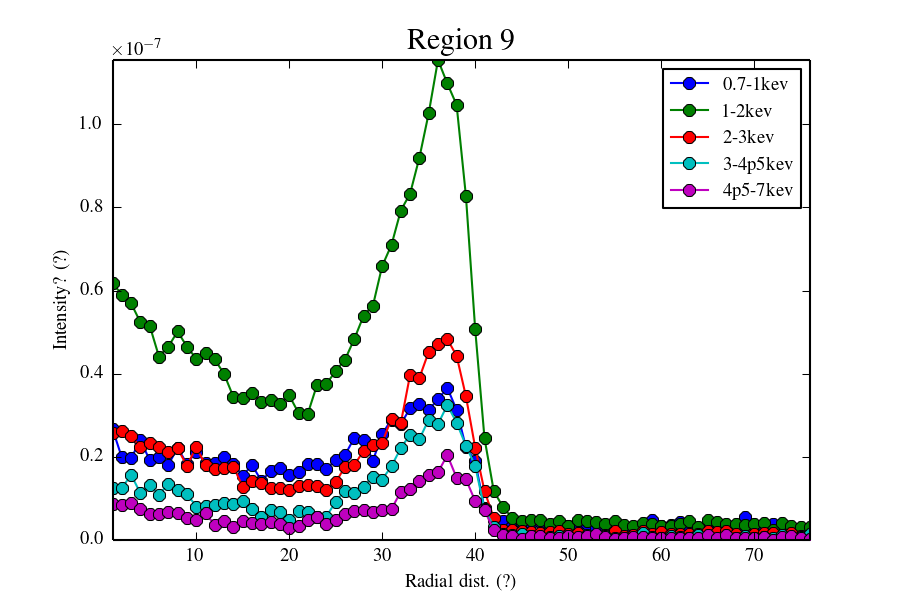 Region 9
×10⁻⁷
0.7-1kev
1-2kev
2-3kev
3-4p5kev
4p5-7kev
1.0
0.8
0.6
0.4
0.2
0.0
Intensity? (?)
10 20 30 40 50 60 70
Radial dist. (?)